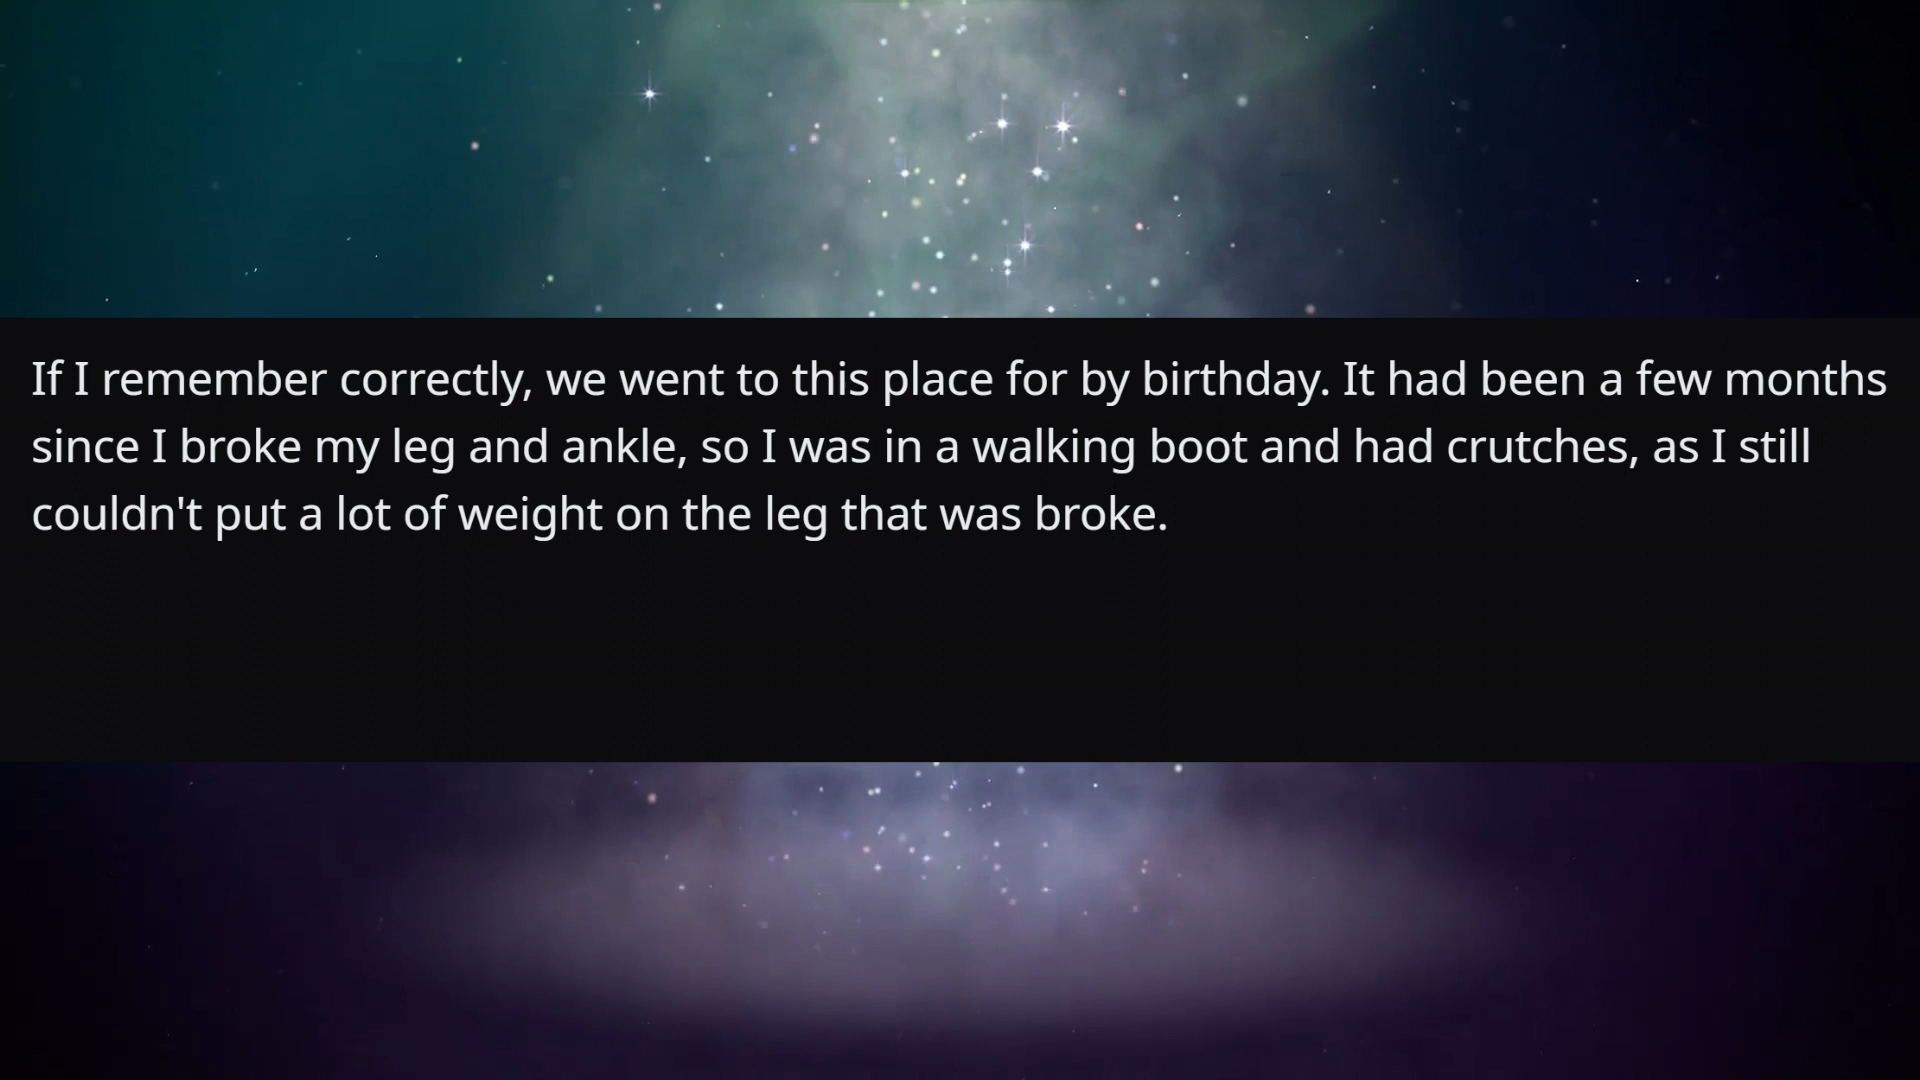 If I remember correctly, we went to this place for by birthday. It had been a few months
since I broke my leg and ankle, so I was in a walking boot and had crutches, as I still
couldn't put a lot of weight on the leg that was broke.